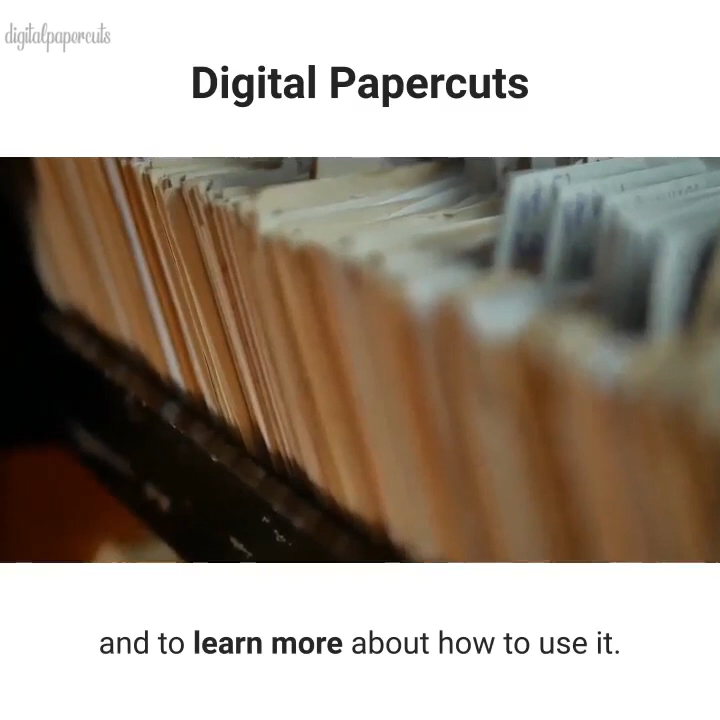 digitalpapercuts
Digital Papercuts
and to learn more about how to use it.